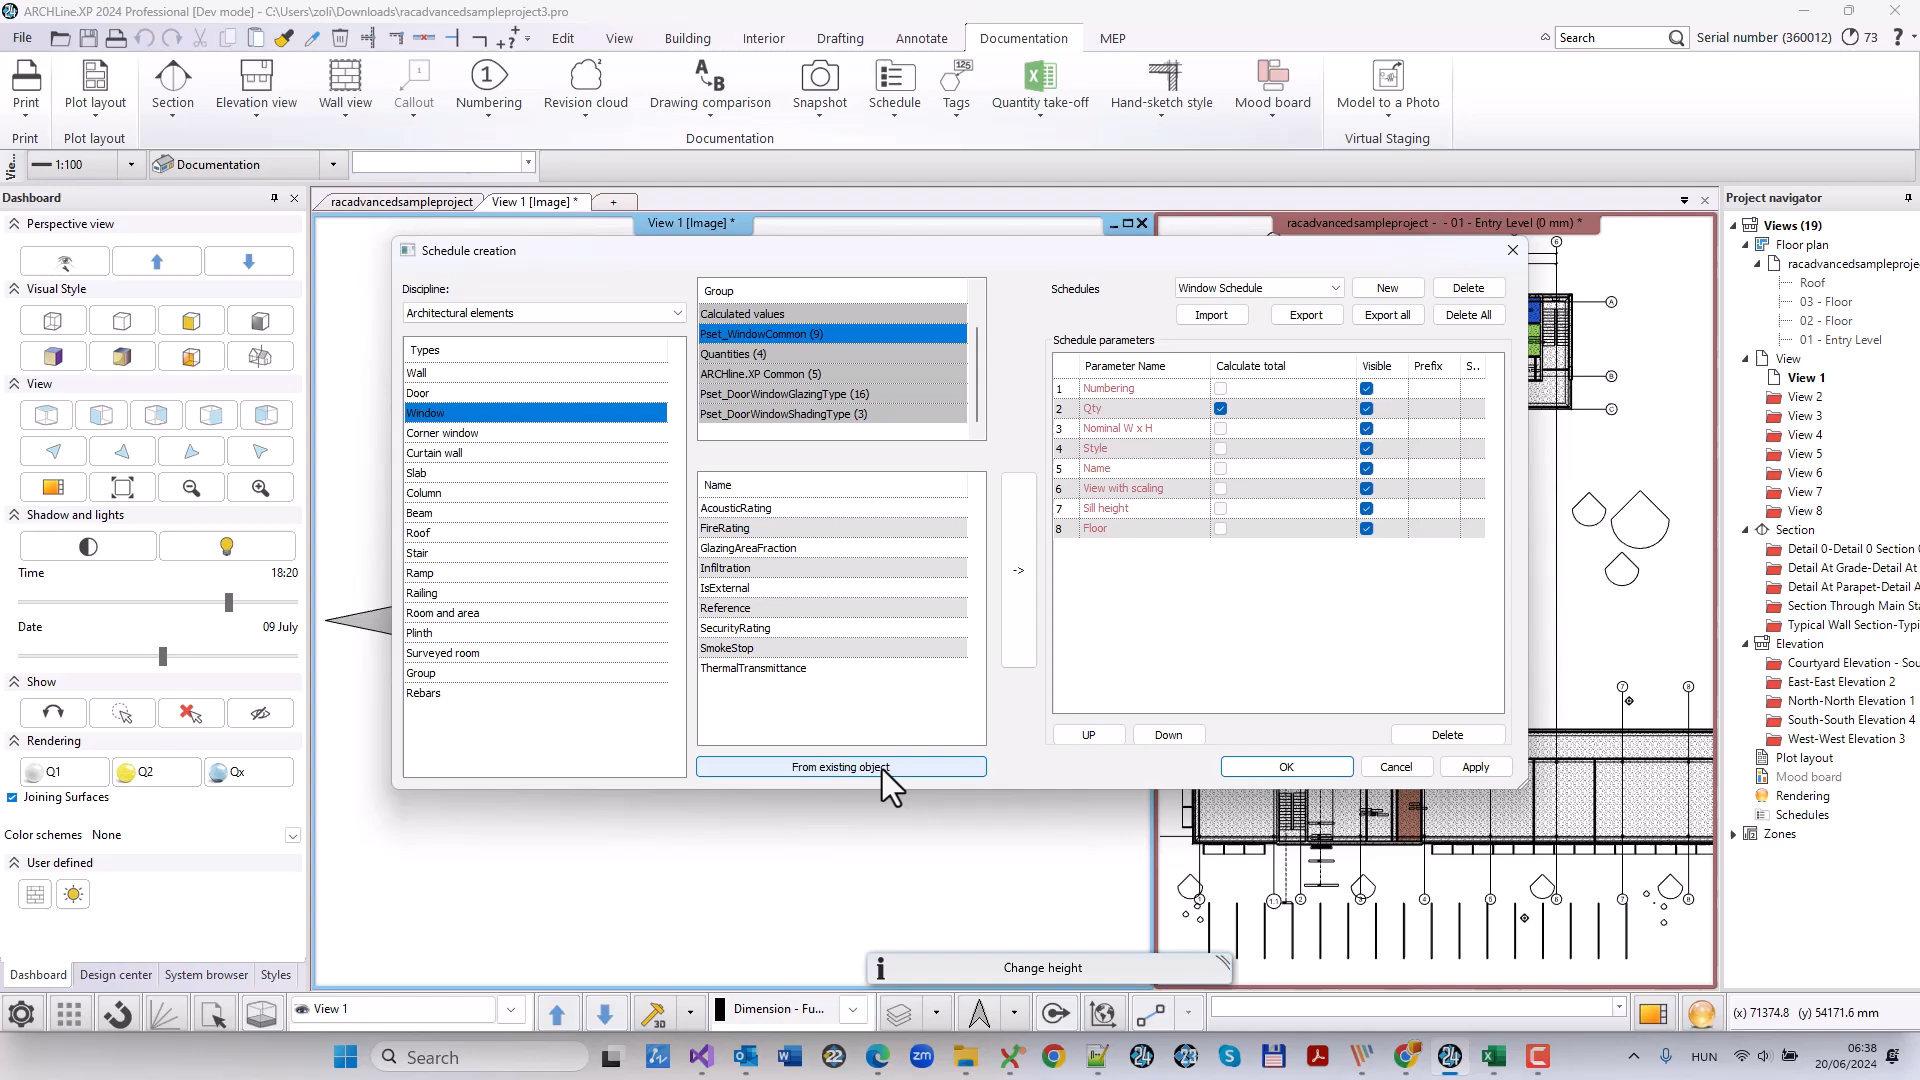 ARCHLine.XP 2024 Professional [Dev mode] - C:\Users\zoli\Downloads\racadvancedsampleproject3.pro
File Edit View Building Interior Drafting Annotate Documentation MEP Search Serial number (360012) 73 ?
Print Plot layout Section Elevation view Wall view Callout Numbering Revision cloud Drawing comparison Snapshot Schedule Tags Quantity take-off Hand-sketch style Mood board Model to a Photo
Print Plot layout Documentation Virtual Staging
Vie... 1:100 Documentation
Dashboard
Perspective view
Visual Style
View
Shadow and lights
Time 18:20
Date 09 July
Show
Rendering
Q1 Q2 Qx
Joining Surfaces
Color schemes None
User defined
Dashboard Design center System browser Styles
racadvancedsampleproject View 1 [Image] * +
View 1 [Image] *
racadvancedsampleproject - - 01 - Entry Level (0 mm) *
Schedule creation
Discipline:
Architectural elements
Types
Wall
Door
Window
Corner window
Curtain wall
Slab
Column
Beam
Roof
Stair
Ramp
Railing
Room and area
Plinth
Surveyed room
Group
Rebars
Group
Calculated values
Pset_WindowCommon (9)
Quantities (4)
ARCHline.XP Common (5)
Pset_DoorWindowGlazingType (16)
Pset_DoorWindowShadingType (3)
Name
AcousticRating
FireRating
GlazingAreaFraction
Infiltration
IsExternal
Reference
SecurityRating
SmokeStop
ThermalTransmittance
From existing object
->
Schedules Window Schedule New Delete
Import Export Export all Delete All
Schedule parameters
Parameter Name Calculate total Visible Prefix S..
1 Numbering
2 Qty
3 Nominal W x H
4 Style
5 Name
6 View with scaling
7 Sill height
8 Floor
UP Down Delete
OK Cancel Apply
Project navigator
Views (19)
Floor plan
racadvancedsampleproje
Roof
03 - Floor
02 - Floor
01 - Entry Level
View
View 1
View 2
View 3
View 4
View 5
View 6
View 7
View 8
Section
Detail 0-Detail 0 Section
Detail At Grade-Detail At
Detail At Parapet-Detail A
Section Through Main Sta
Typical Wall Section-Typi
Elevation
Courtyard Elevation - Sou
East-East Elevation 2
North-North Elevation 1
South-South Elevation 4
West-West Elevation 3
Plot layout
Mood board
Rendering
Schedules
Zones
Change height
View 1 3D Dimension - Fu... (x) 71374.8 (y) 54171.6 mm
Search HUN 06:38
20/06/2024